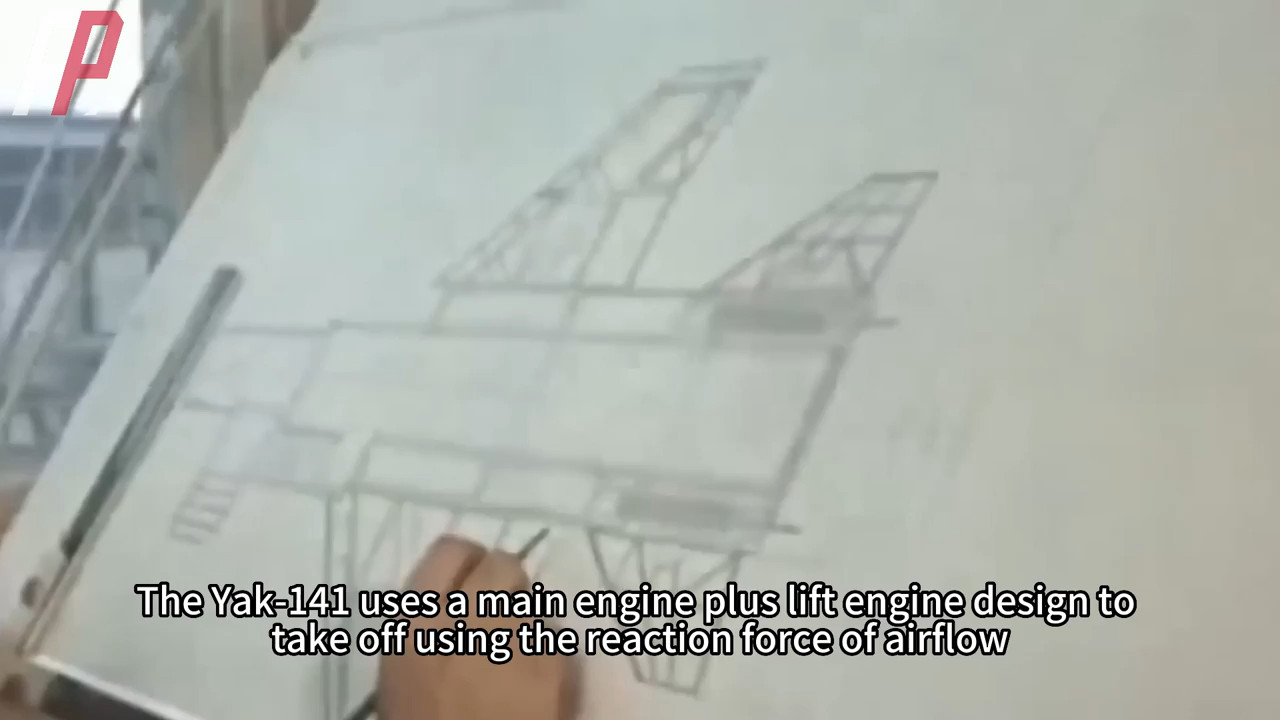 P
The Yak-141 uses a main engine plus lift engine design to
take off using the reaction force of airflow